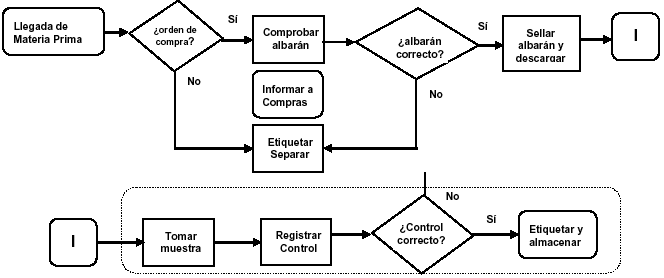 Llegada de
Materia Prima
¿orden de
compra?
Sí
Comprobar
albarán
¿albarán
correcto?
Sí
Sellar
albarán y
descargar
I
No
Informar a
Compras
No
Etiquetar
Separar
No
I
Tomar
muestra
Registrar
Control
¿Control
correcto?
Sí
Etiquetar y
almacenar